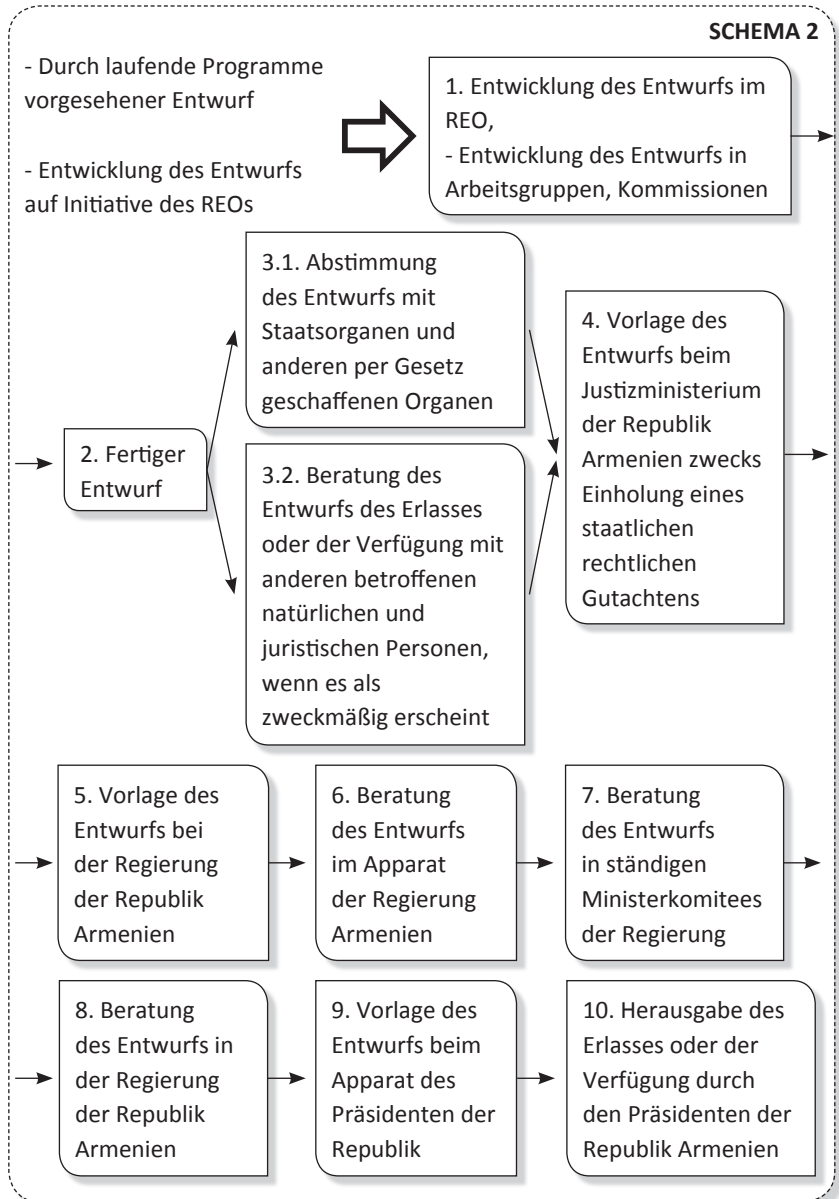 SCHEMA 2
- Durch laufende Programme
vorgesehener Entwurf
- Entwicklung des Entwurfs
auf Initiative des REOs
1. Entwicklung des Entwurfs im
REO,
- Entwicklung des Entwurfs in
Arbeitsgruppen, Kommissionen
2. Fertiger
Entwurf
3.1. Abstimmung
des Entwurfs mit
Staatsorganen und
anderen per Gesetz
geschaffenen Organen
3.2. Beratung des
Entwurfs des Erlasses
oder der Verfügung mit
anderen betroffenen
natürlichen und
juristischen Personen,
wenn es als
zweckmäßig erscheint
4. Vorlage des
Entwurfs beim
Justizministerium
der Republik
Armenien zwecks
Einholung eines
staatlichen
rechtlichen
Gutachtens
5. Vorlage des
Entwurfs bei
der Regierung
der Republik
Armenien
6. Beratung
des Entwurfs
im Apparat
der Regierung
Armenien
7. Beratung
des Entwurfs
in ständigen
Ministerkomitees
der Regierung
8. Beratung
des Entwurfs in
der Regierung
der Republik
Armenien
9. Vorlage des
Entwurfs beim
Apparat des
Präsidenten der
Republik
10. Herausgabe des
Erlasses oder der
Verfügung durch
den Präsidenten der
Republik Armenien